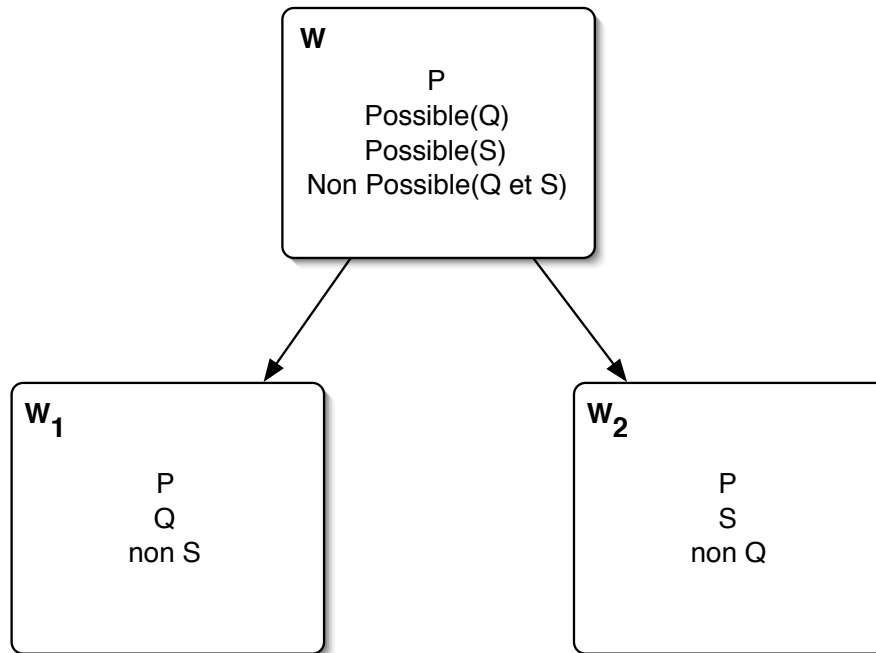 W
P
Possible(Q)
Possible(S)
Non Possible(Q et S)
W1
P
Q
non S
W2
P
S
non Q